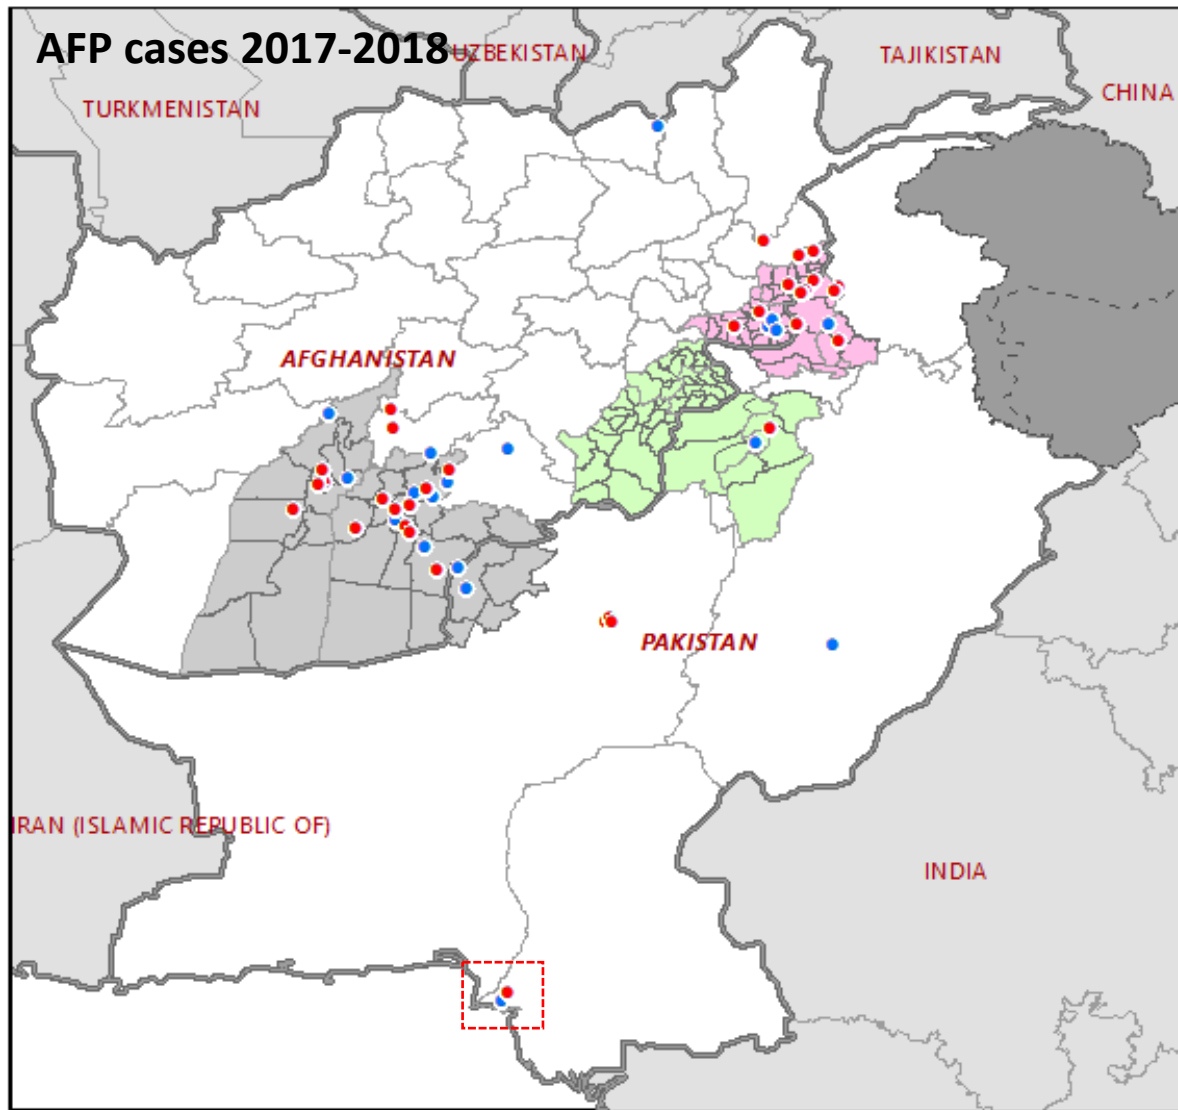 AFP cases 2017-2018
UZBEKISTAN
TAJIKISTAN
CHINA
TURKMENISTAN
AFGHANISTAN
PAKISTAN
IRAN (ISLAMIC REPUBLIC OF)
INDIA